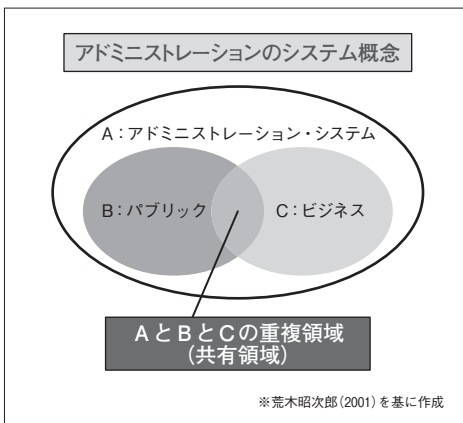 アドミニストレーションのシステム概念
A：アドミニストレーション・システム
B：パブリック
C：ビジネス
AとBとCの重複領域
（共有領域）
※荒木昭次郎（2001）を基に作成